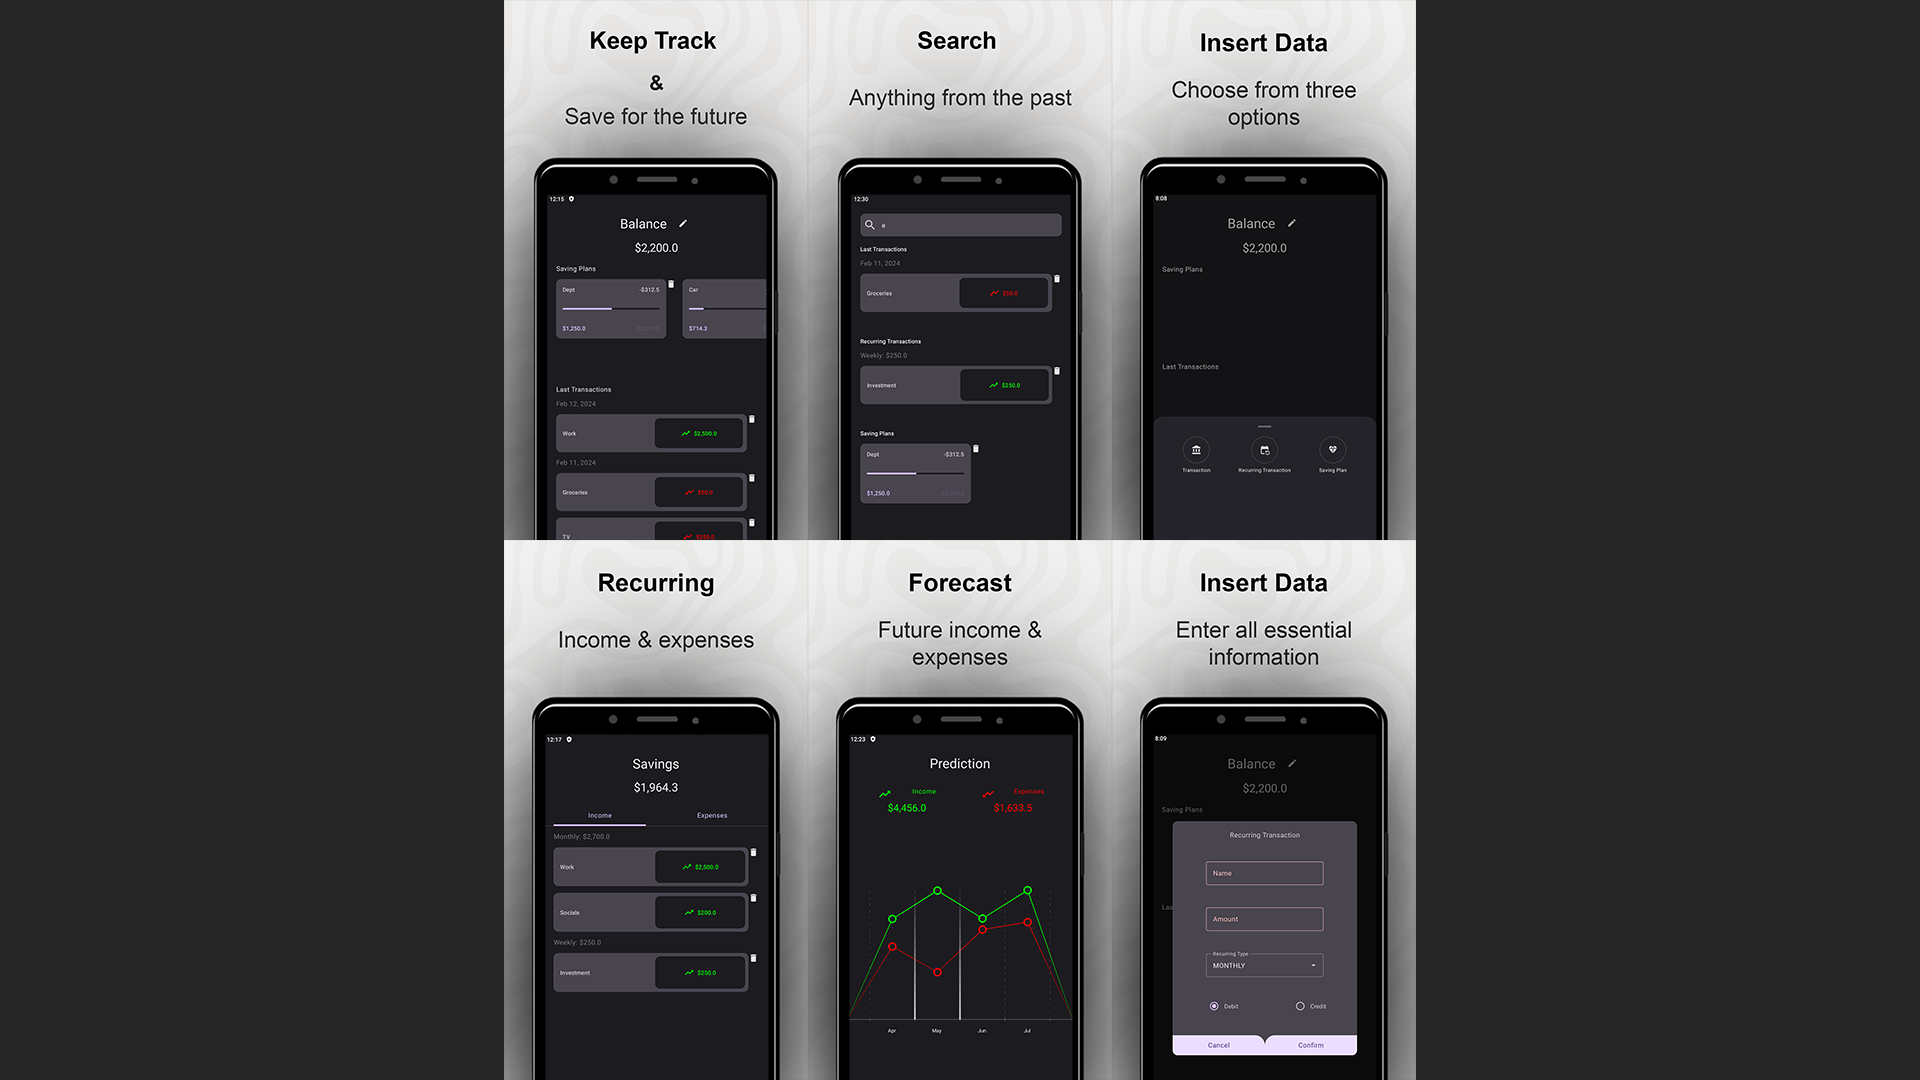 Keep Track
&
Save for the future
12:15
Balance
$2,200.0
Saving Plans
Dept -$312.5
$1,250.0
Car
$714.3
Last Transactions
Feb 12, 2024
Work $2,500.0
Feb 11, 2024
Groceries $50.0
TV $250.0
Search
Anything from the past
12:30
e
Last Transactions
Feb 11, 2024
Groceries $50.0
Recurring Transactions
Weekly: $250.0
Investment $250.0
Saving Plans
Dept -$312.5
$1,250.0
Insert Data
Choose from three
options
8:08
Balance
$2,200.0
Saving Plans
Last Transactions
Transaction Recurring Transaction Saving Plan
Recurring
Income & expenses
12:17
Savings
$1,964.3
Income Expenses
Monthly: $2,700.0
Work $2,500.0
Socials $200.0
Weekly: $250.0
Investment $250.0
Forecast
Future income &
expenses
12:23
Prediction
Income Expenses
$4,456.0 $1,633.5
Apr May Jun Jul
Insert Data
Enter all essential
information
8:09
Balance
$2,200.0
Saving Plans
Las
Recurring Transaction
Name
Amount
Recurring Type
MONTHLY
Debit Credit
Cancel Confirm